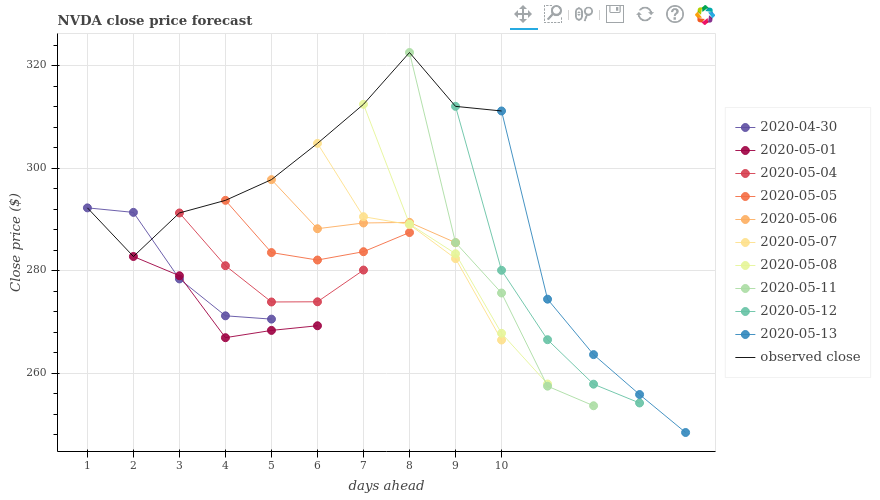 NVDA close price forecast
Close price ($)
320
300
280
260
1 2 3 4 5 6 7 8 9 10
days ahead
2020-04-30
2020-05-01
2020-05-04
2020-05-05
2020-05-06
2020-05-07
2020-05-08
2020-05-11
2020-05-12
2020-05-13
observed close